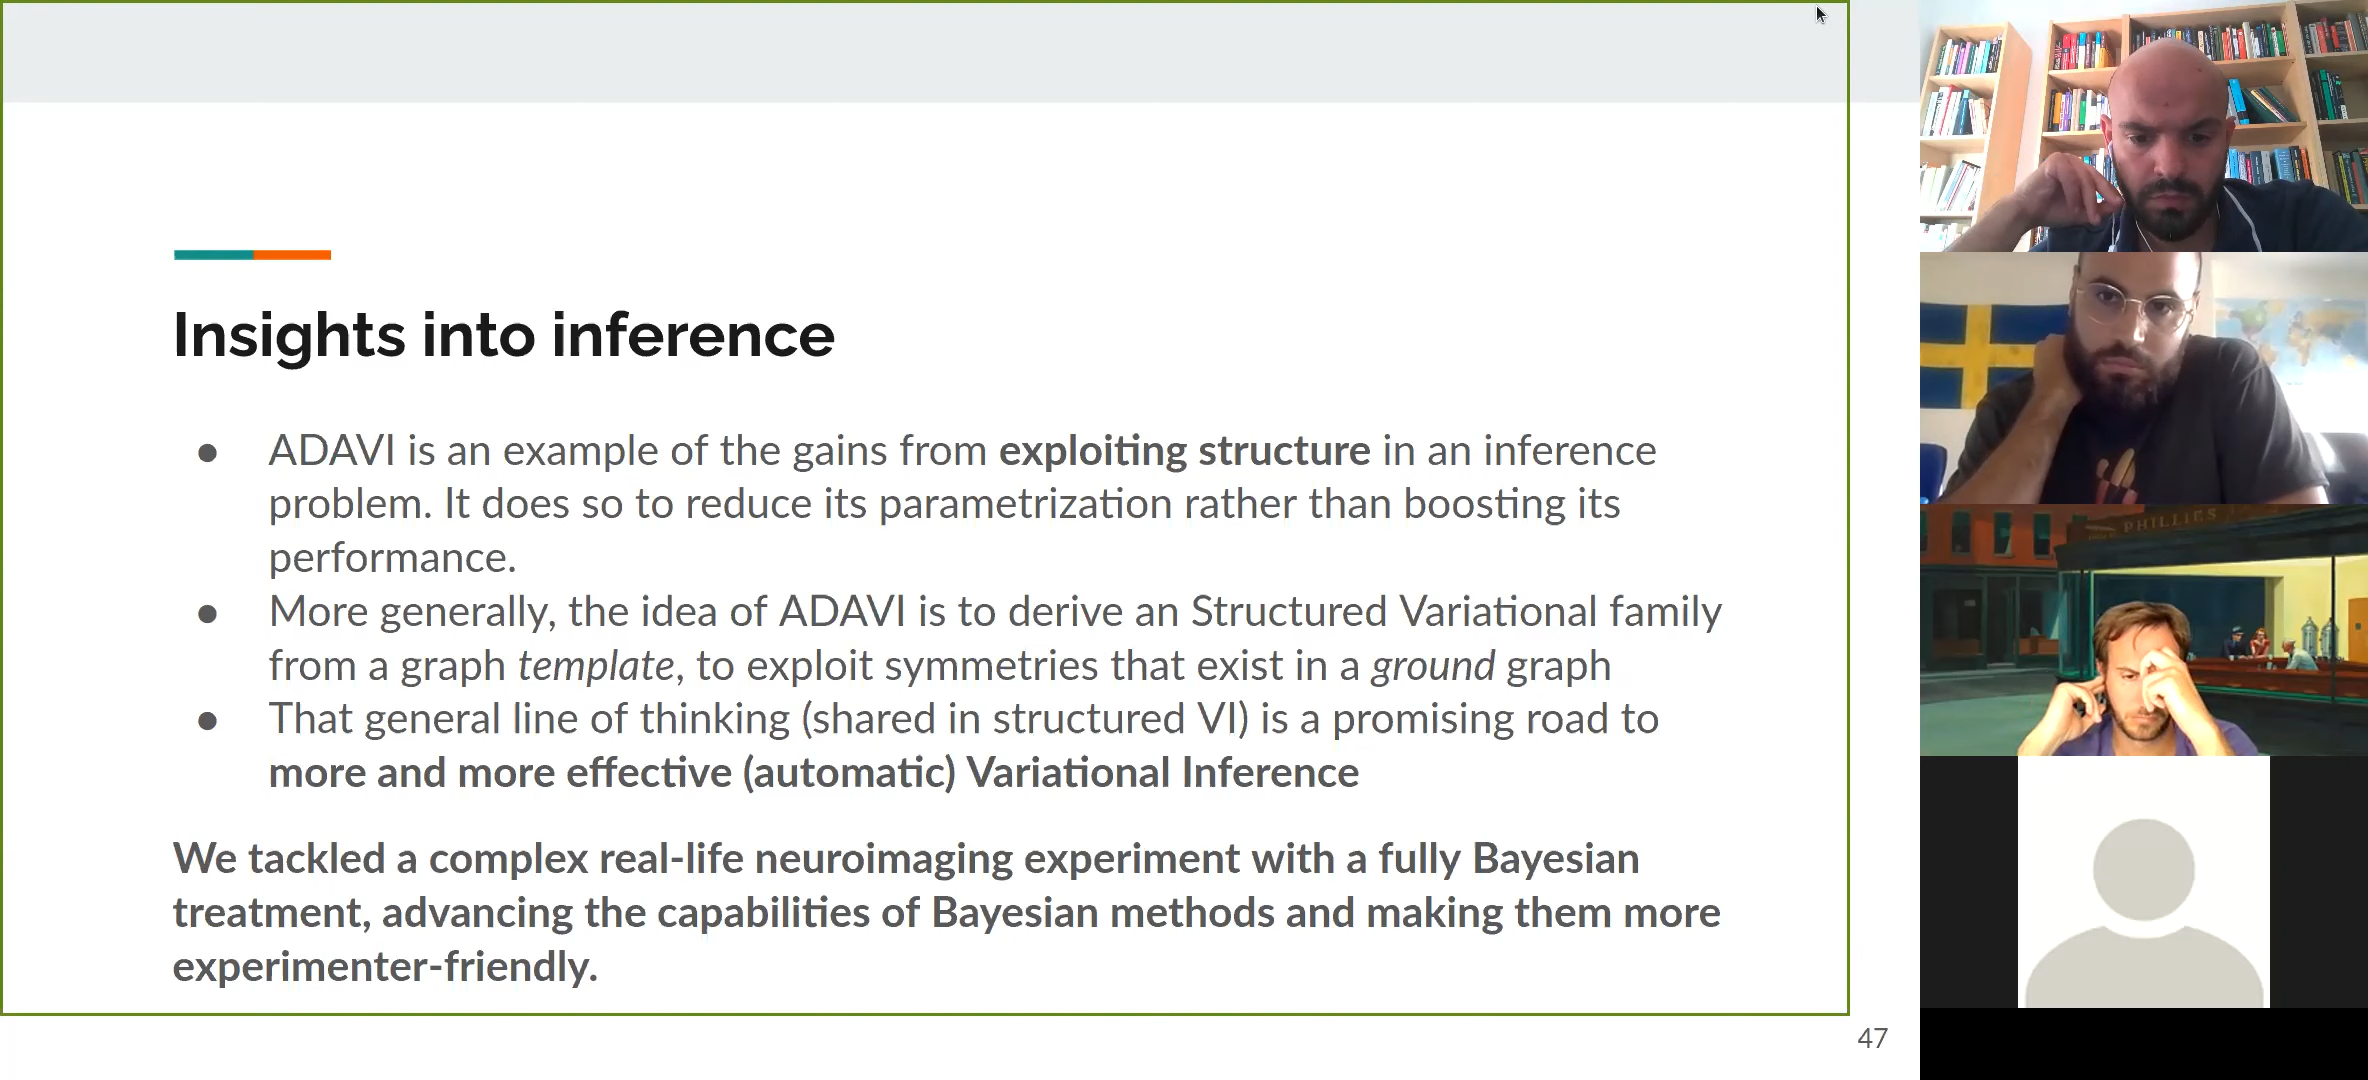 Insights into inference
● ADAVI is an example of the gains from exploiting structure in an inference
problem. It does so to reduce its parametrization rather than boosting its
performance.
● More generally, the idea of ADAVI is to derive an Structured Variational family
from a graph template, to exploit symmetries that exist in a ground graph
● That general line of thinking (shared in structured VI) is a promising road to
more and more effective (automatic) Variational Inference
We tackled a complex real-life neuroimaging experiment with a fully Bayesian
treatment, advancing the capabilities of Bayesian methods and making them more
experimenter-friendly.
47
PHILLIES